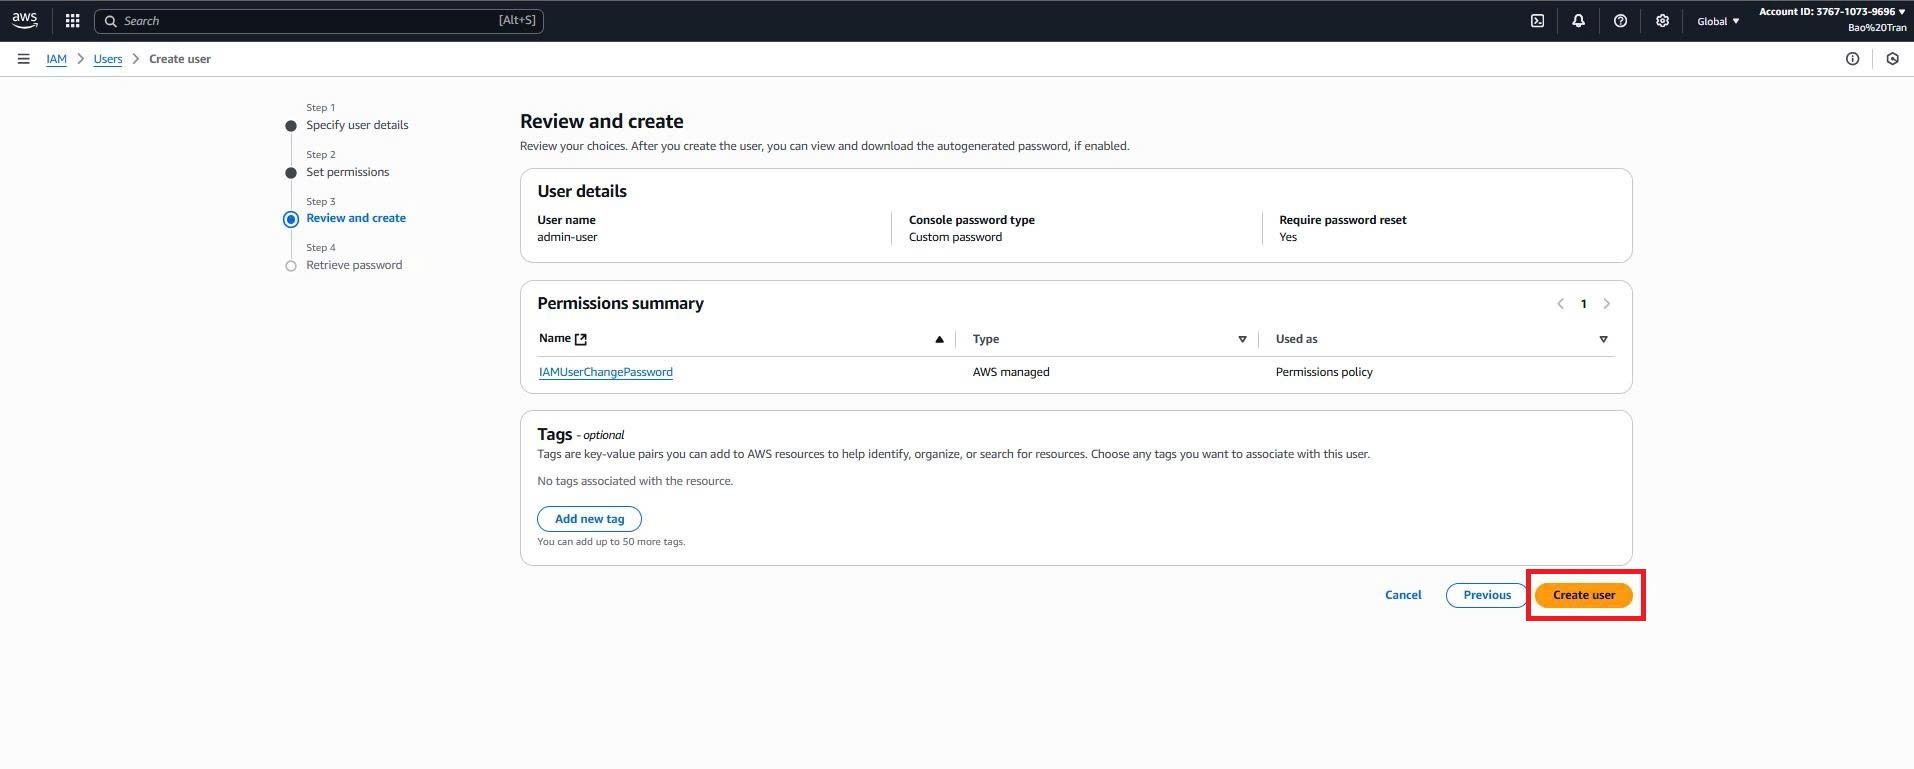 aws
Search [Alt+S]
Global
Account ID: 3767-1073-9696
Bao%20Tran
IAM
Users
Create user
Step 1
Specify user details
Step 2
Set permissions
Step 3
Review and create
Step 4
Retrieve password
Review and create
Review your choices. After you create the user, you can view and download the autogenerated password, if enabled.
User details
User name
admin-user
Console password type
Custom password
Require password reset
Yes
Permissions summary
1
Name Type Used as
IAMUserChangePassword AWS managed Permissions policy
Tags - optional
Tags are key-value pairs you can add to AWS resources to help identify, organize, or search for resources. Choose any tags you want to associate with this user.
No tags associated with the resource.
Add new tag
You can add up to 50 more tags.
Cancel
Previous
Create user